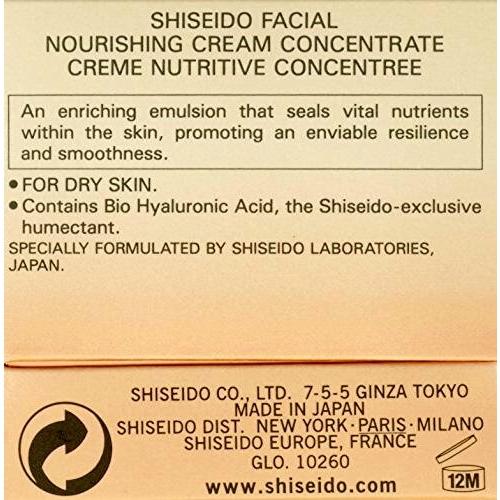 SHISEIDO FACIAL
NOURISHING CREAM CONCENTRATE
CREME NUTRITIVE CONCENTREE
An enriching emulsion that seals vital nutrients
within the skin, promoting an enviable resilience
and smoothness.
• FOR DRY SKIN.
• Contains Bio Hyaluronic Acid, the Shiseido-exclusive
humectant.
SPECIALLY FORMULATED BY SHISEIDO LABORATORIES,
JAPAN.
SHISEIDO CO., LTD. 7-5-5 GINZA TOKYO
MADE IN JAPAN
SHISEIDO DIST. NEW YORK·PARIS·MILANO
SHISEIDO EUROPE, FRANCE
GLO. 10260
www.shiseido.com
12M